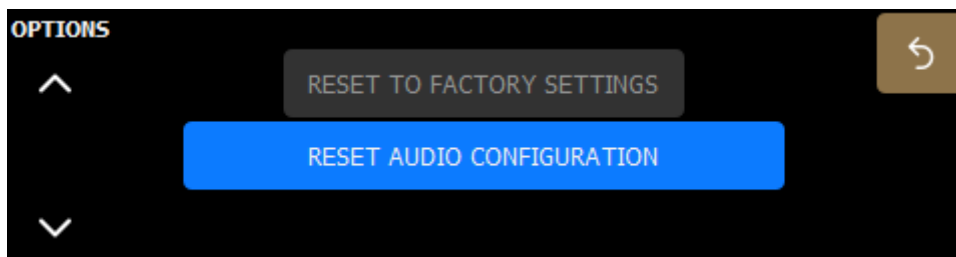 OPTIONS
RESET TO FACTORY SETTINGS
RESET AUDIO CONFIGURATION